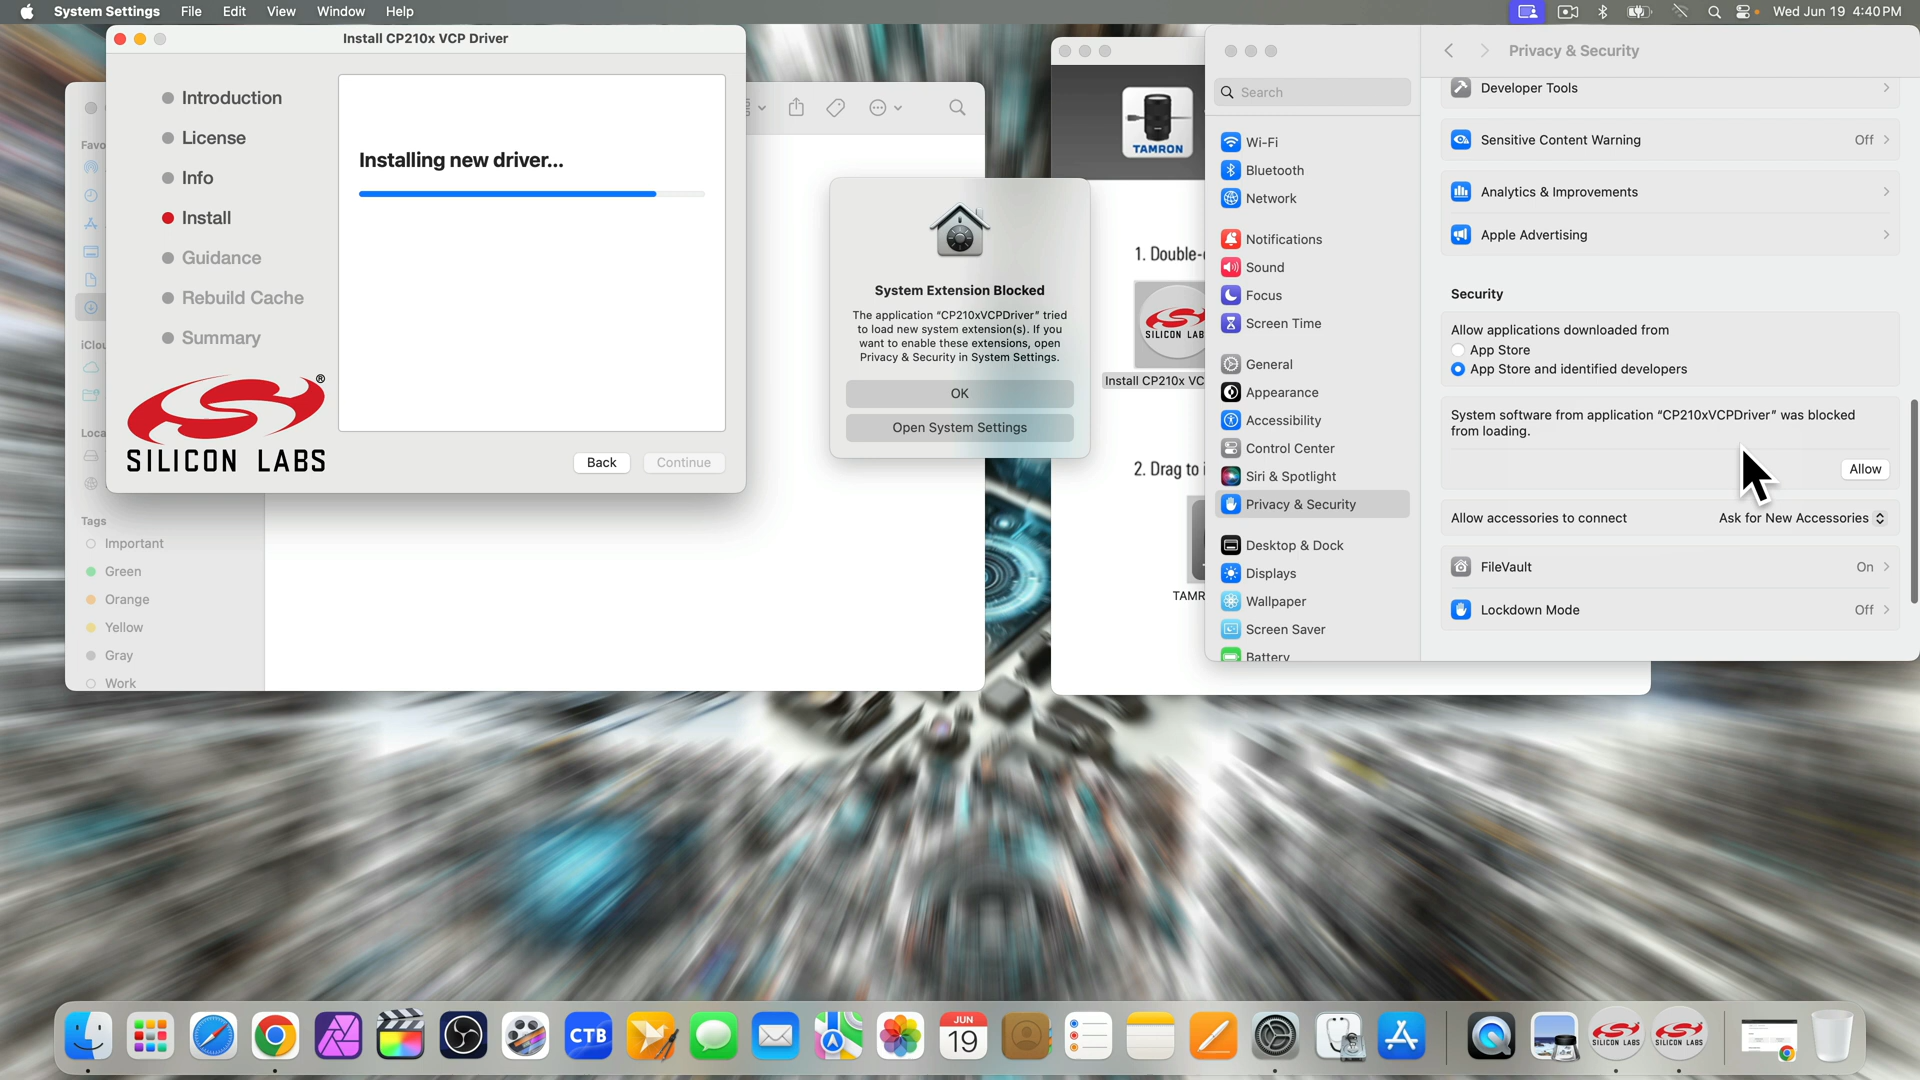 System Settings File Edit View Window Help
Wed Jun 19 4:40 PM
Install CP210x VCP Driver
Introduction
License
Info
Install
Guidance
Rebuild Cache
Summary
SILICON LABS
®
Installing new driver...
Back Continue
Favo
iClou
Loca
Tags
Important
Green
Orange
Yellow
Gray
Work
System Extension Blocked
The application “CP210xVCPDriver” tried
to load new system extension(s). If you
want to enable these extensions, open
Privacy & Security in System Settings.
OK
Open System Settings
TAMRON
1. Double-
SILICON LAB
Install CP210x VC
2. Drag to i
TAMR
Search
Wi-Fi
Bluetooth
Network
Notifications
Sound
Focus
Screen Time
General
Appearance
Accessibility
Control Center
Siri & Spotlight
Privacy & Security
Desktop & Dock
Displays
Wallpaper
Screen Saver
Battery
Privacy & Security
Developer Tools
Sensitive Content Warning Off
Analytics & Improvements
Apple Advertising
Security
Allow applications downloaded from
App Store
App Store and identified developers
System software from application “CP210xVCPDriver” was blocked
from loading.
Allow
Allow accessories to connect Ask for New Accessories
FileVault On
Lockdown Mode Off
CTB
JUN
19
SILICON LABS
SILICON LABS